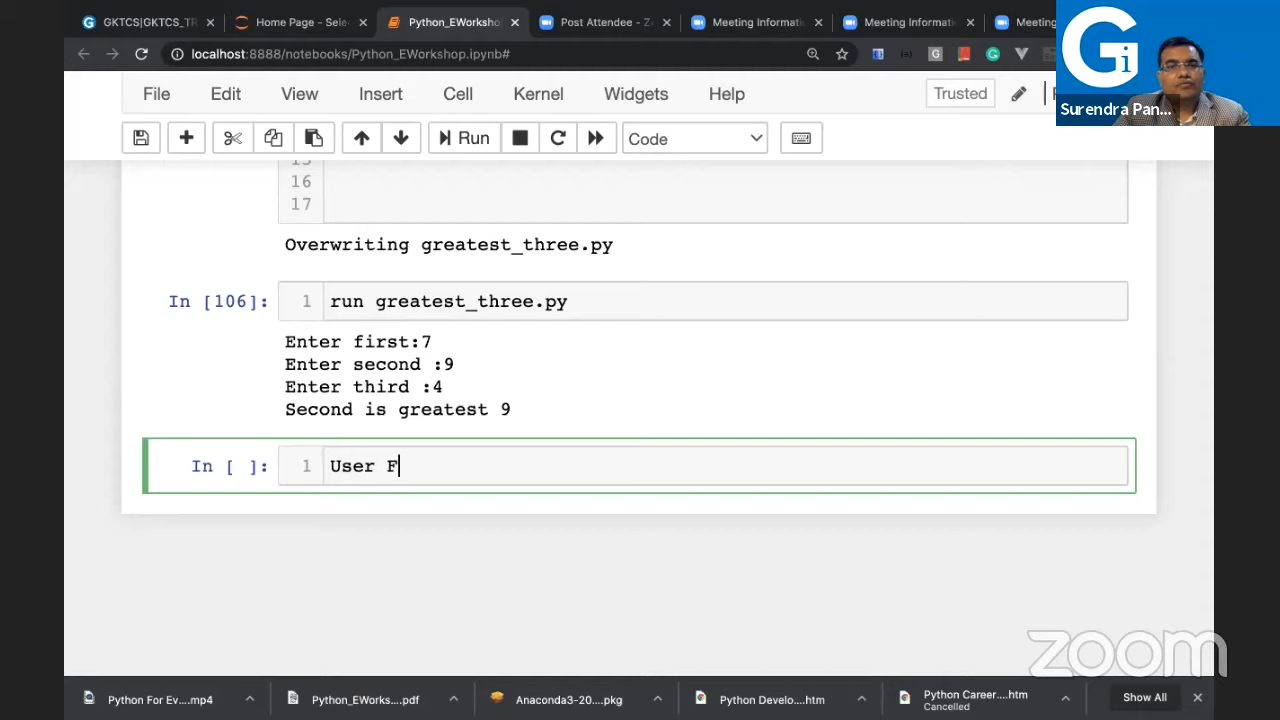 GKTCS|GKTCS_TR
Home Page - Sele
Python_EWorksho
Post Attendee - Z
Meeting Informati
Meeting Informati
Meeting
localhost:8888/notebooks/Python_EWorkshop.ipynb#
Gi
Surendra Pan...
File Edit View Insert Cell Kernel Widgets Help Trusted
Run Code
16
17
Overwriting greatest_three.py
In [106]: 1 run greatest_three.py
Enter first:7
Enter second :9
Enter third :4
Second is greatest 9
In [ ]: 1 User F
zoom
Python For Ev....mp4
Python_EWorks....pdf
Anaconda3-20....pkg
Python Develo....htm
Python Career....htm
Cancelled
Show All